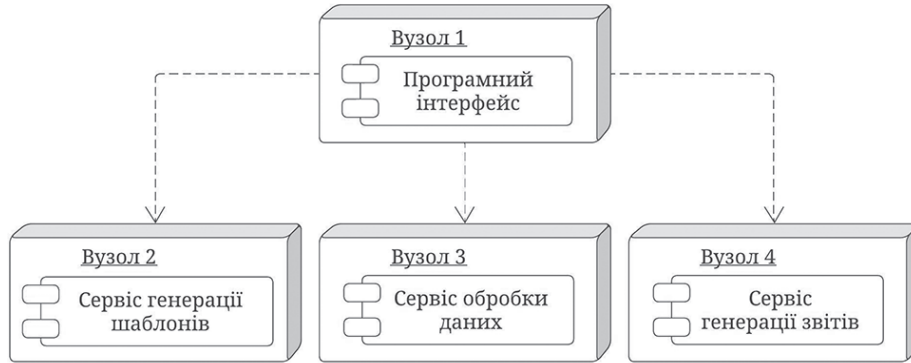 Вузол 1
Програмний
інтерфейс
Вузол 2
Сервіс генерації
шаблонів
Вузол 3
Сервіс обробки
даних
Вузол 4
Сервіс
генерації звітів